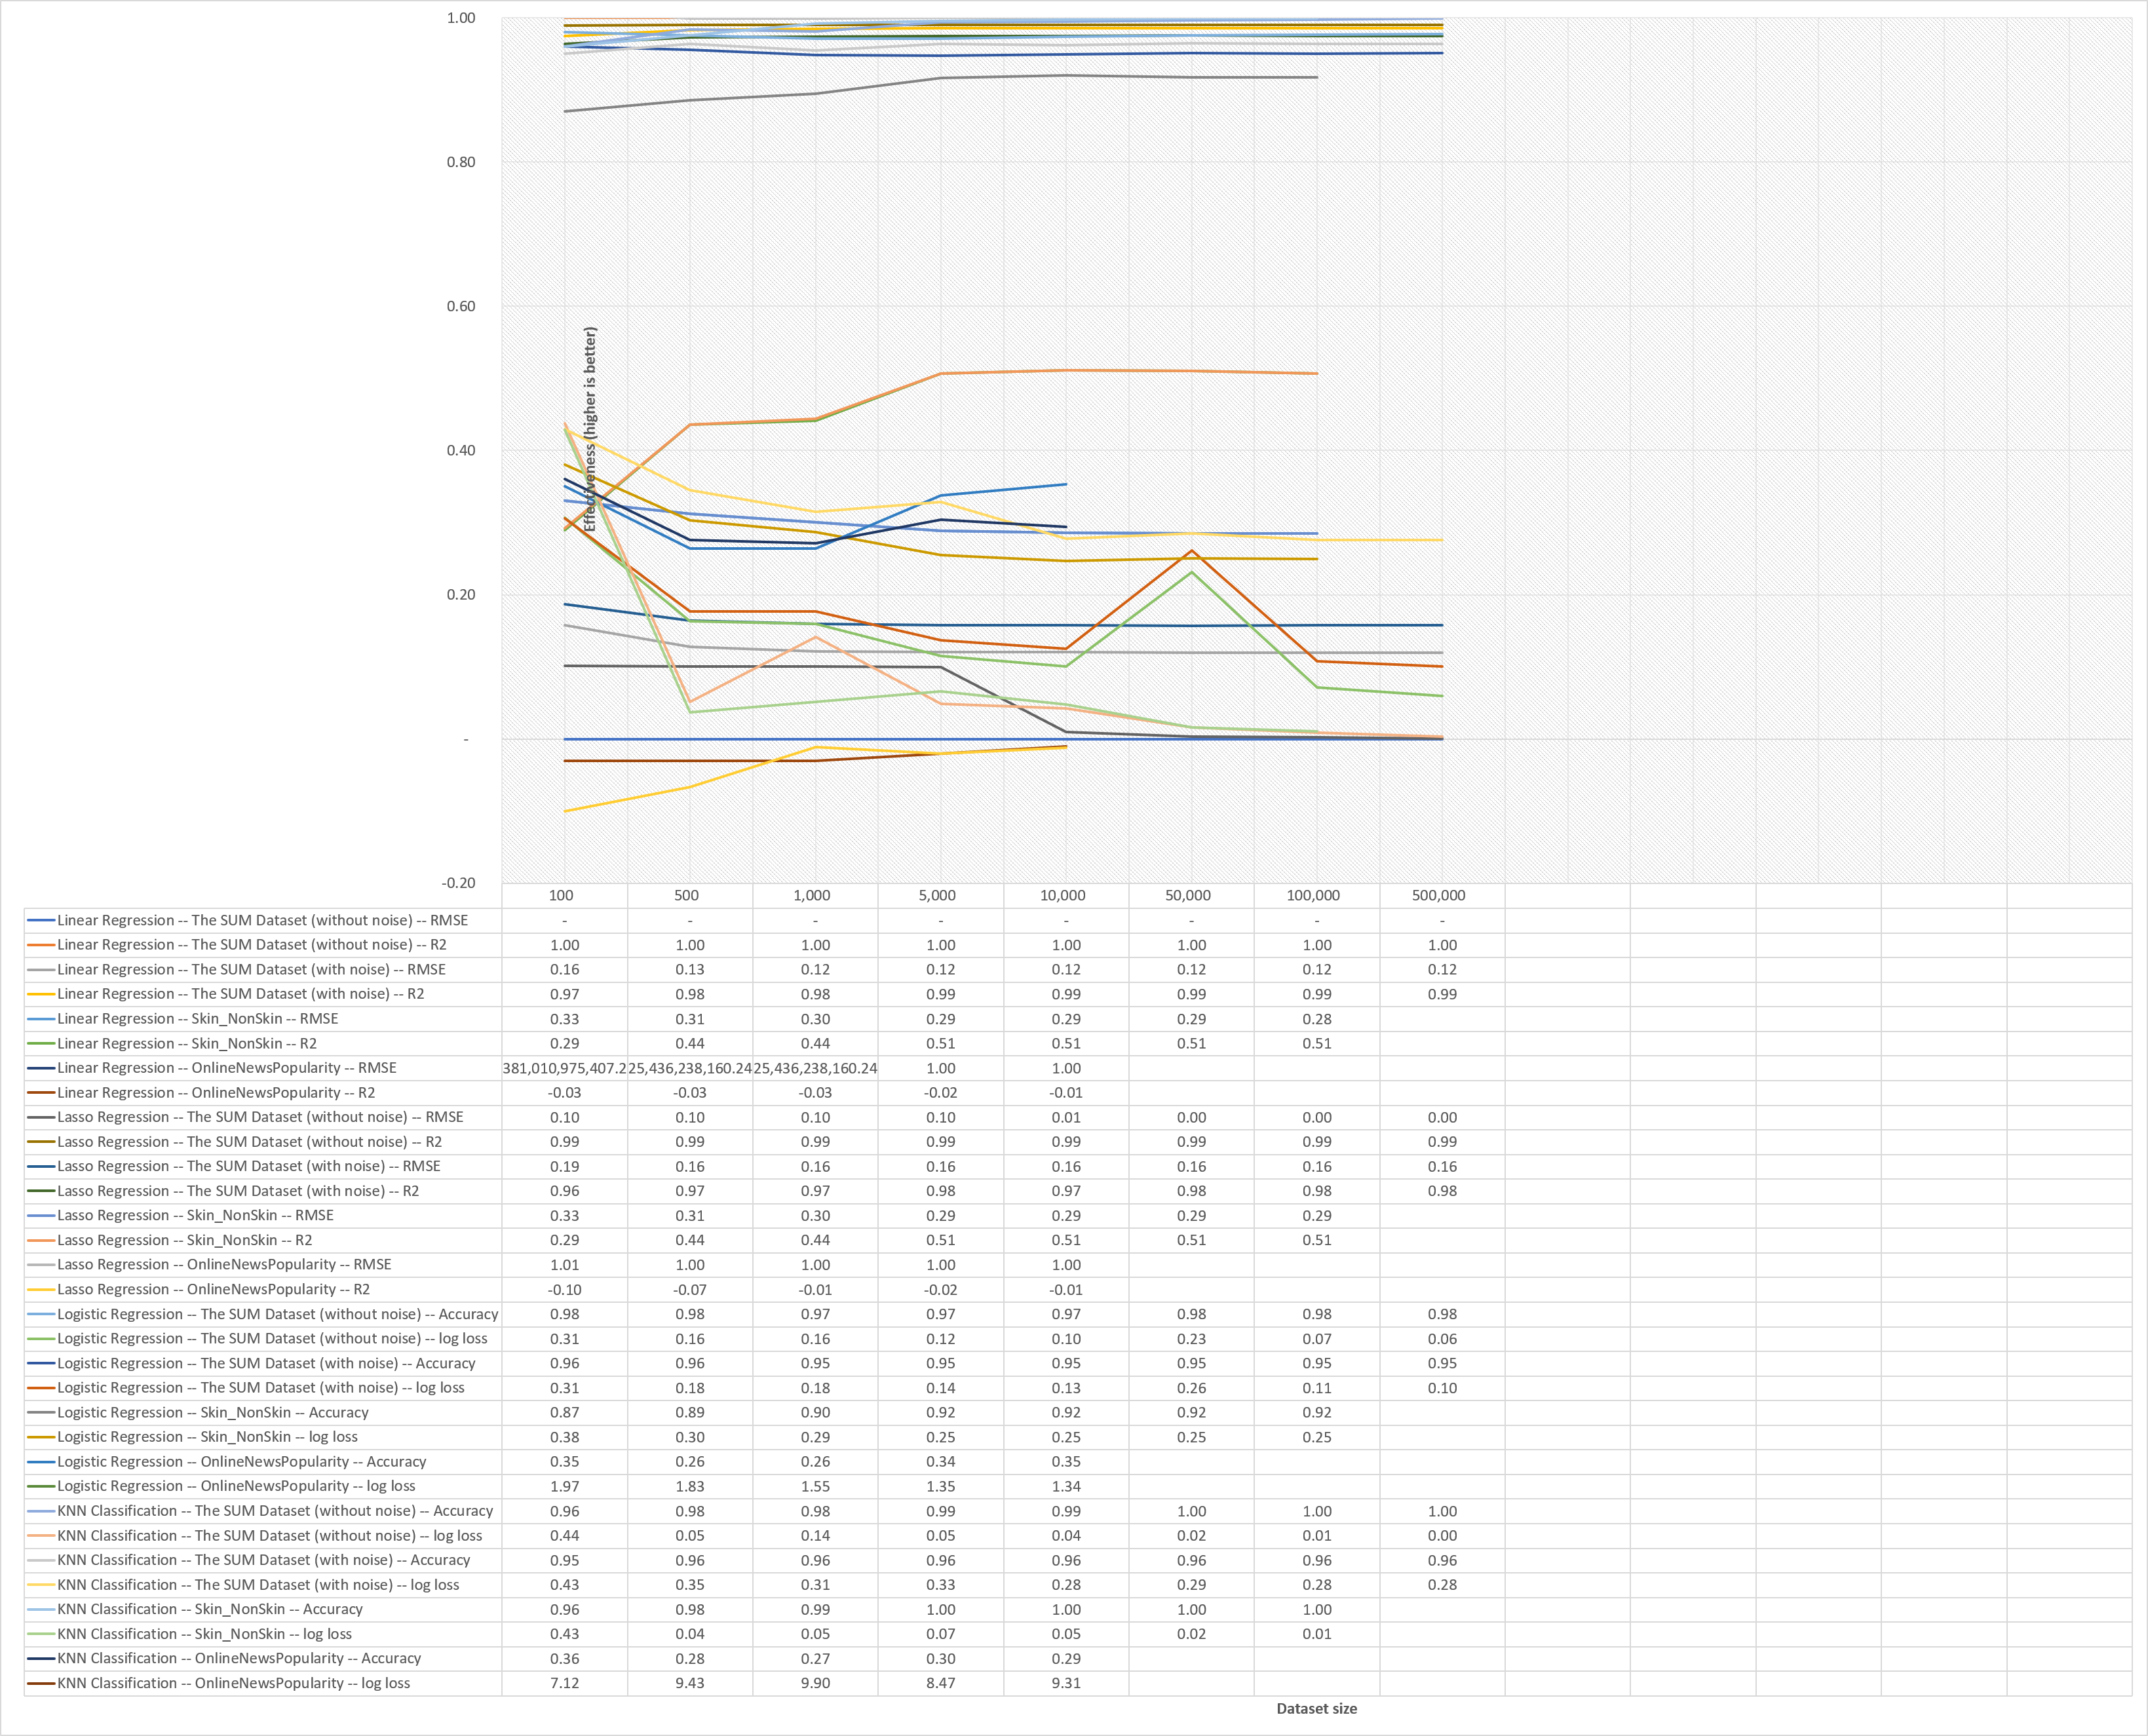 1.00
0.80
0.60
0.40
0.20
-
-0.20
Effectiveness (higher is better)
100 500 1,000 5,000 10,000 50,000 100,000 500,000
Linear Regression -- The SUM Dataset (without noise) -- RMSE - - - - - - - -
Linear Regression -- The SUM Dataset (without noise) -- R2 1.00 1.00 1.00 1.00 1.00 1.00 1.00 1.00
Linear Regression -- The SUM Dataset (with noise) -- RMSE 0.16 0.13 0.12 0.12 0.12 0.12 0.12 0.12
Linear Regression -- The SUM Dataset (with noise) -- R2 0.97 0.98 0.98 0.99 0.99 0.99 0.99 0.99
Linear Regression -- Skin_NonSkin -- RMSE 0.33 0.31 0.30 0.29 0.29 0.29 0.28
Linear Regression -- Skin_NonSkin -- R2 0.29 0.44 0.44 0.51 0.51 0.51 0.51
Linear Regression -- OnlineNewsPopularity -- RMSE 381,010,975,407.2 25,436,238,160.24 25,436,238,160.24 1.00 1.00
Linear Regression -- OnlineNewsPopularity -- R2 -0.03 -0.03 -0.03 -0.02 -0.01
Lasso Regression -- The SUM Dataset (without noise) -- RMSE 0.10 0.10 0.10 0.10 0.01 0.00 0.00 0.00
Lasso Regression -- The SUM Dataset (without noise) -- R2 0.99 0.99 0.99 0.99 0.99 0.99 0.99 0.99
Lasso Regression -- The SUM Dataset (with noise) -- RMSE 0.19 0.16 0.16 0.16 0.16 0.16 0.16 0.16
Lasso Regression -- The SUM Dataset (with noise) -- R2 0.96 0.97 0.97 0.98 0.97 0.98 0.98 0.98
Lasso Regression -- Skin_NonSkin -- RMSE 0.33 0.31 0.30 0.29 0.29 0.29 0.29
Lasso Regression -- Skin_NonSkin -- R2 0.29 0.44 0.44 0.51 0.51 0.51 0.51
Lasso Regression -- OnlineNewsPopularity -- RMSE 1.01 1.00 1.00 1.00 1.00
Lasso Regression -- OnlineNewsPopularity -- R2 -0.10 -0.07 -0.01 -0.02 -0.01
Logistic Regression -- The SUM Dataset (without noise) -- Accuracy 0.98 0.98 0.97 0.97 0.97 0.98 0.98 0.98
Logistic Regression -- The SUM Dataset (without noise) -- log loss 0.31 0.16 0.16 0.12 0.10 0.23 0.07 0.06
Logistic Regression -- The SUM Dataset (with noise) -- Accuracy 0.96 0.96 0.95 0.95 0.95 0.95 0.95 0.95
Logistic Regression -- The SUM Dataset (with noise) -- log loss 0.31 0.18 0.18 0.14 0.13 0.26 0.11 0.10
Logistic Regression -- Skin_NonSkin -- Accuracy 0.87 0.89 0.90 0.92 0.92 0.92 0.92
Logistic Regression -- Skin_NonSkin -- log loss 0.38 0.30 0.29 0.25 0.25 0.25 0.25
Logistic Regression -- OnlineNewsPopularity -- Accuracy 0.35 0.26 0.26 0.34 0.35
Logistic Regression -- OnlineNewsPopularity -- log loss 1.97 1.83 1.55 1.35 1.34
KNN Classification -- The SUM Dataset (without noise) -- Accuracy 0.96 0.98 0.98 0.99 0.99 1.00 1.00 1.00
KNN Classification -- The SUM Dataset (without noise) -- log loss 0.44 0.05 0.14 0.05 0.04 0.02 0.01 0.00
KNN Classification -- The SUM Dataset (with noise) -- Accuracy 0.95 0.96 0.96 0.96 0.96 0.96 0.96 0.96
KNN Classification -- The SUM Dataset (with noise) -- log loss 0.43 0.35 0.31 0.33 0.28 0.29 0.28 0.28
KNN Classification -- Skin_NonSkin -- Accuracy 0.96 0.98 0.99 1.00 1.00 1.00 1.00
KNN Classification -- Skin_NonSkin -- log loss 0.43 0.04 0.05 0.07 0.05 0.02 0.01
KNN Classification -- OnlineNewsPopularity -- Accuracy 0.36 0.28 0.27 0.30 0.29
KNN Classification -- OnlineNewsPopularity -- log loss 7.12 9.43 9.90 8.47 9.31
Dataset size